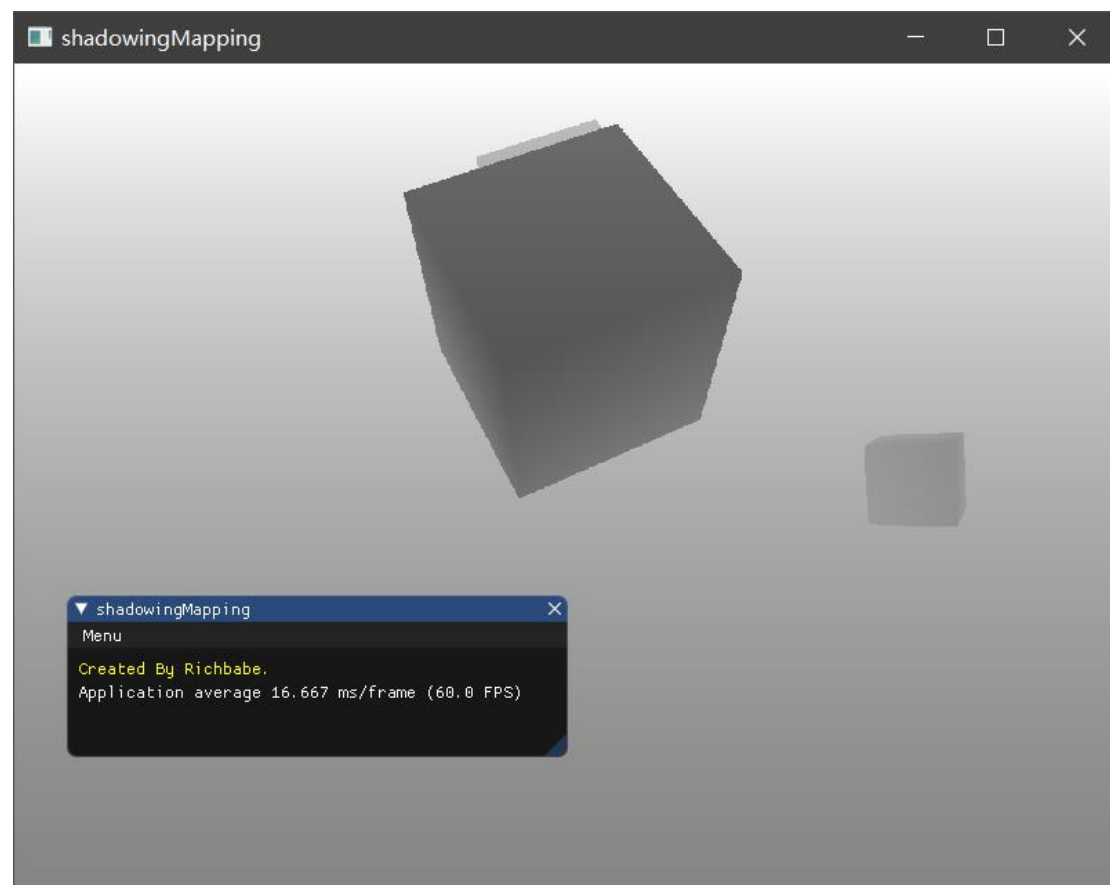 shadowingMapping
shadowingMapping
Menu
Created By Richbabe.
Application average 16.667 ms/frame (60.0 FPS)